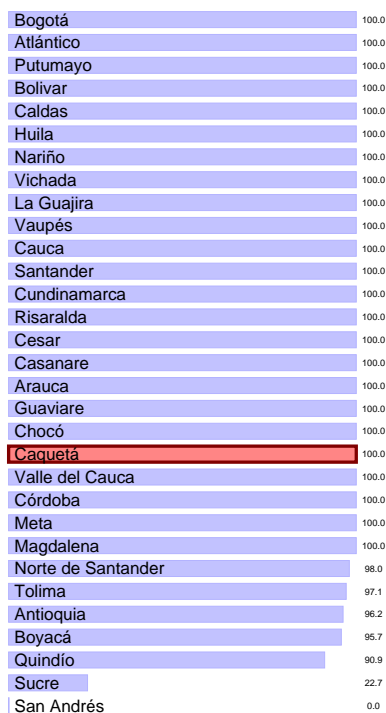 Bogotá 100.0
Atlántico 100.0
Putumayo 100.0
Bolivar 100.0
Caldas 100.0
Huila 100.0
Nariño 100.0
Vichada 100.0
La Guajira 100.0
Vaupés 100.0
Cauca 100.0
Santander 100.0
Cundinamarca 100.0
Risaralda 100.0
Cesar 100.0
Casanare 100.0
Arauca 100.0
Guaviare 100.0
Chocó 100.0
Caquetá 100.0
Valle del Cauca 100.0
Córdoba 100.0
Meta 100.0
Magdalena 100.0
Norte de Santander 98.0
Tolima 97.1
Antioquia 96.2
Boyacá 95.7
Quindío 90.9
Sucre 22.7
San Andrés 0.0